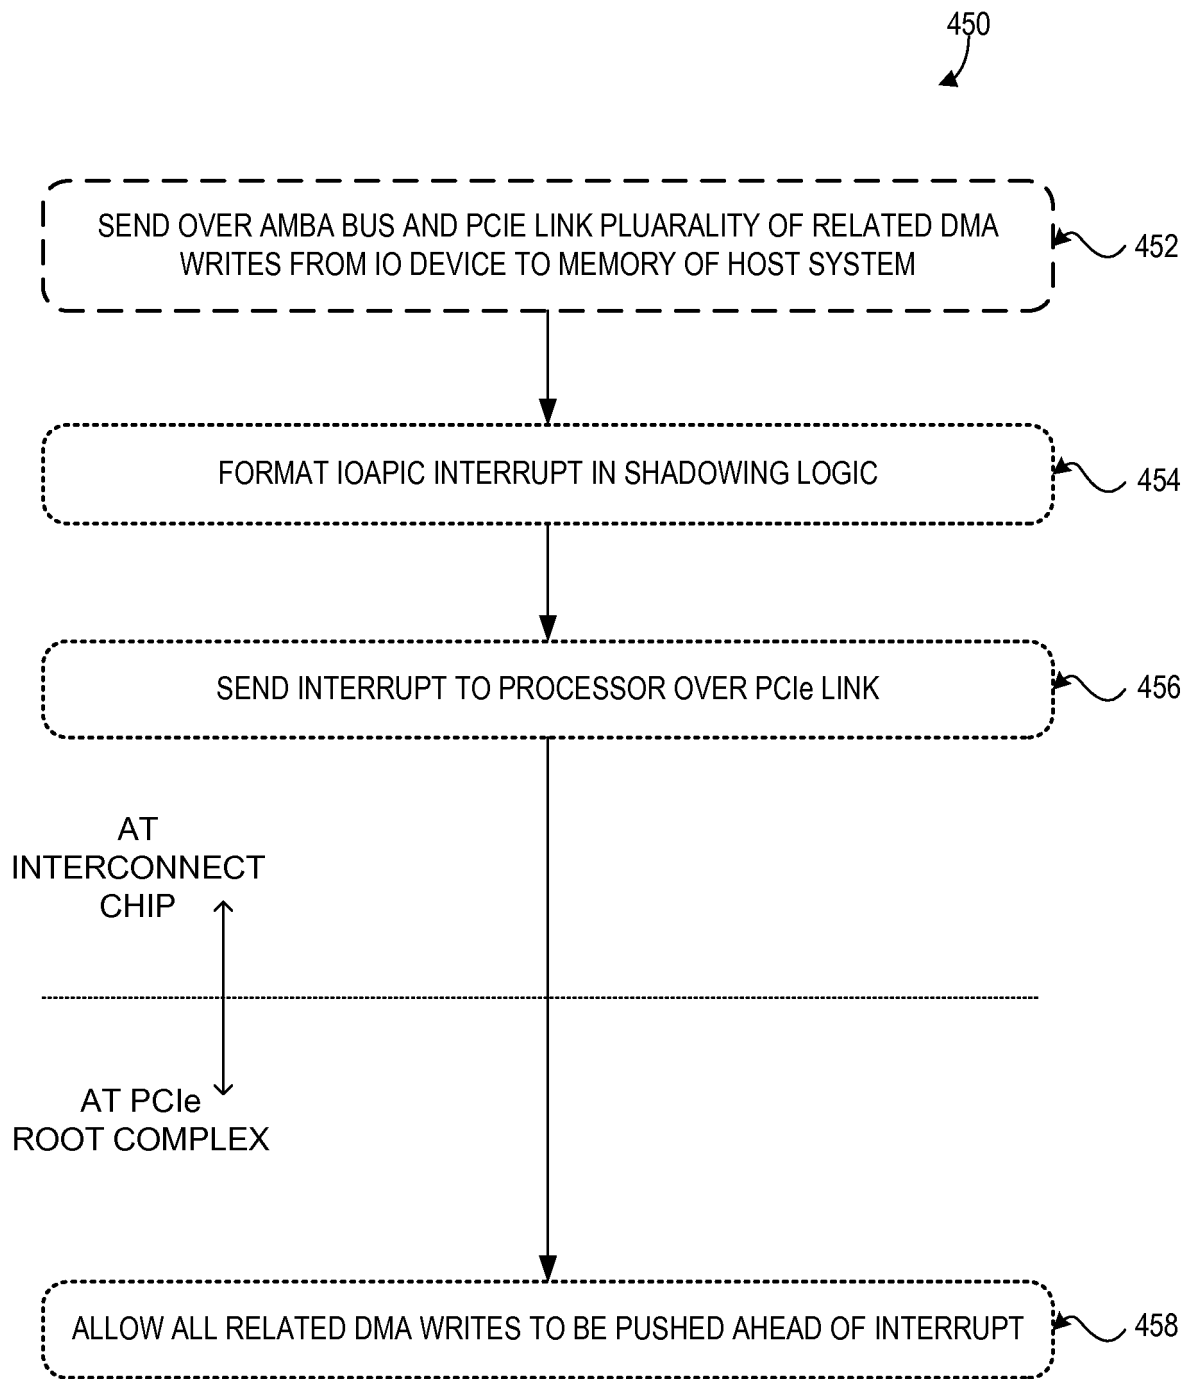 450
SEND OVER AMBA BUS AND PCIE LINK PLUARALITY OF RELATED DMA
WRITES FROM IO DEVICE TO MEMORY OF HOST SYSTEM
452
FORMAT IOAPIC INTERRUPT IN SHADOWING LOGIC
454
SEND INTERRUPT TO PROCESSOR OVER PCIe LINK
456
AT
INTERCONNECT
CHIP
AT PCIe
ROOT COMPLEX
ALLOW ALL RELATED DMA WRITES TO BE PUSHED AHEAD OF INTERRUPT
458